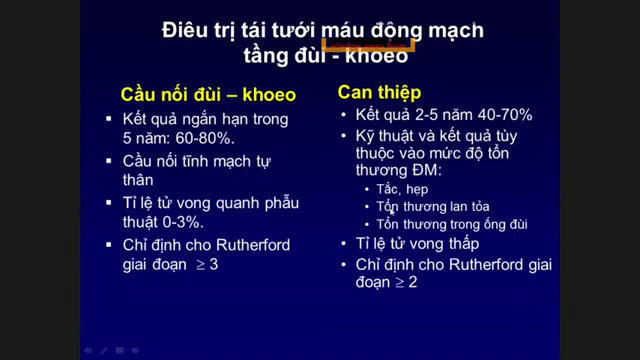 Điều trị tái tưới máu động mạch
tầng đùi - khoeo
Cầu nối đùi – khoeo
▪ Kết quả ngắn hạn trong
5 năm: 60-80%.
▪ Cầu nối tĩnh mạch tự
thân
▪ Tỉ lệ tử vong quanh phẫu
thuật 0-3%.
▪ Chỉ định cho Rutherford
giai đoạn ≥ 3
Can thiệp
• Kết quả 2-5 năm 40-70%
• Kỹ thuật và kết quả tùy
thuộc vào mức độ tổn
thương ĐM:
• Tắc, hẹp
• Tổn thương lan tỏa
• Tổn thương trong ống đùi
• Tỉ lệ tử vong thấp
• Chỉ định cho Rutherford giai
đoạn ≥ 2